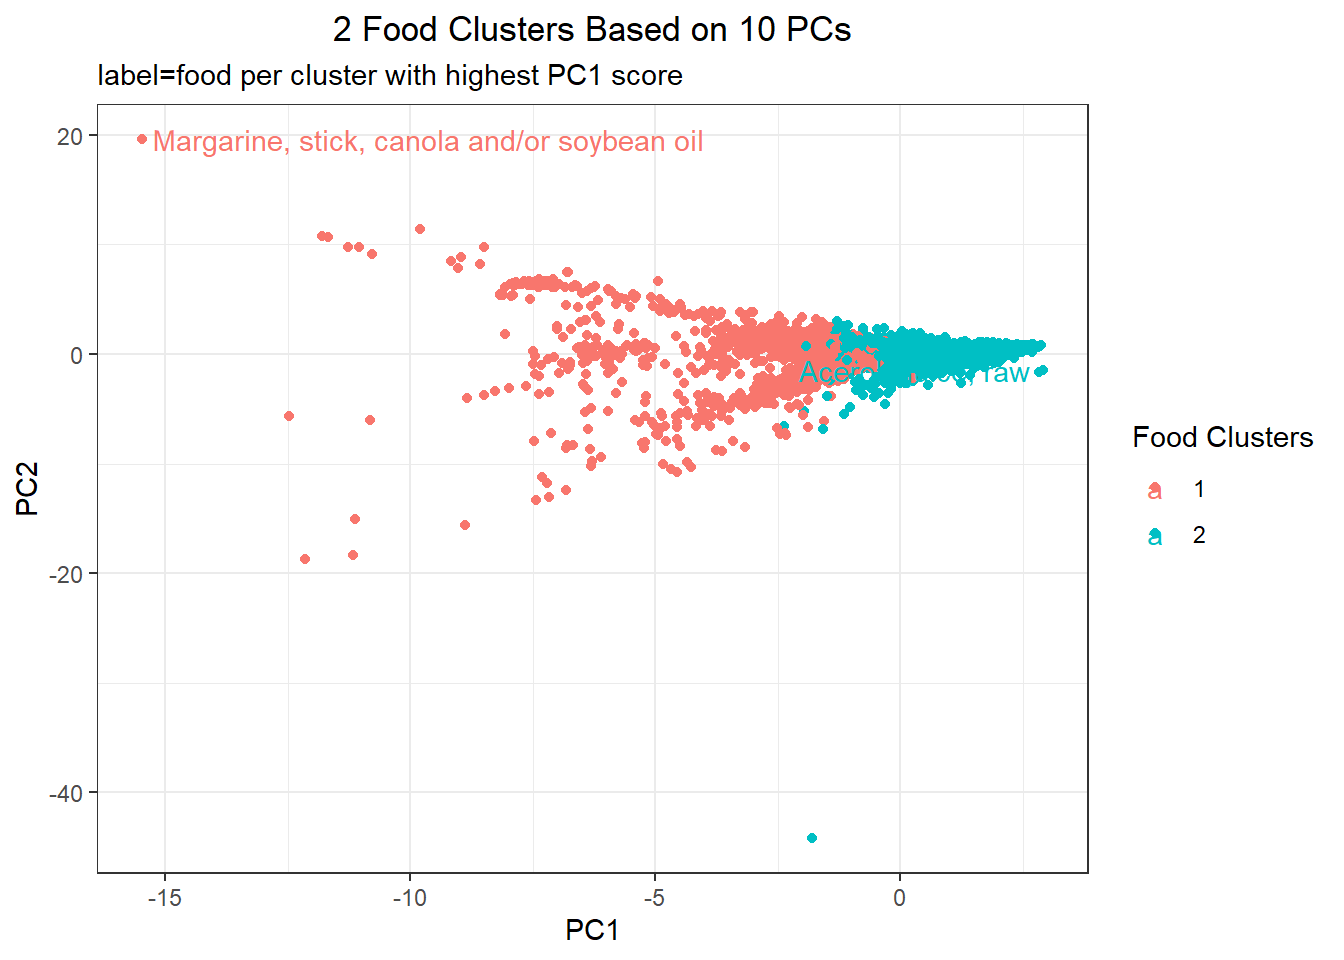 2 Food Clusters Based on 10 PCs
label=food per cluster with highest PC1 score
Margarine, stick, canola and/or soybean oil
raw
20
0
-20
-40
PC2
-15
-10
-5
0
PC1
Food Clusters
a 1
a 2